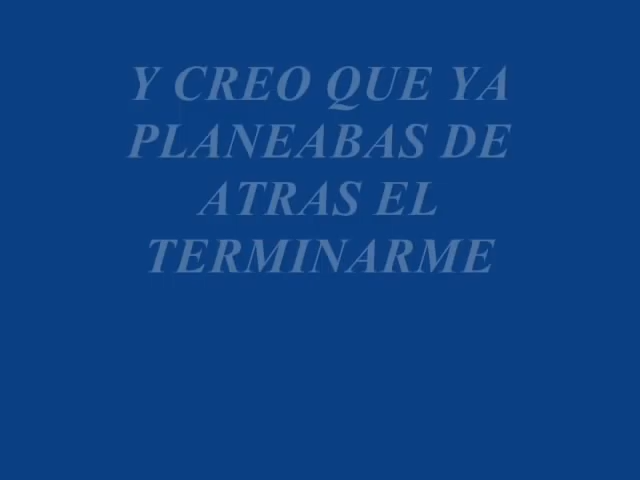 Y CREO QUE YA
PLANEABAS DE
ATRAS EL
TERMINARME